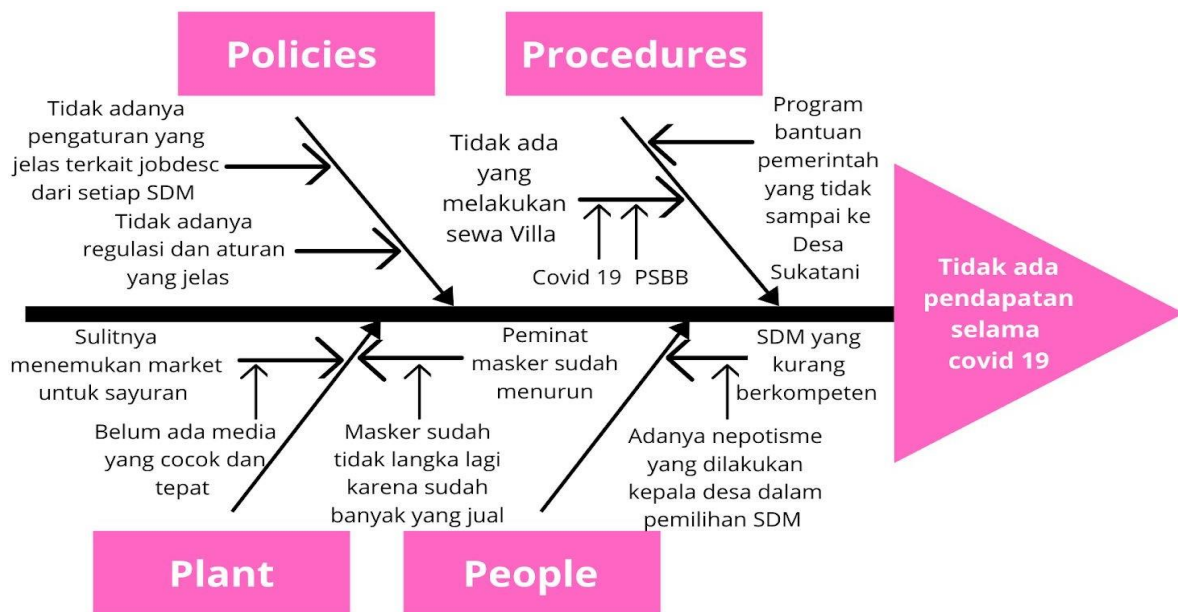 Policies
Procedures
Tidak adanya
pengaturan yang
jelas terkait jobdesc
dari setiap SDM
Tidak adanya
regulasi dan aturan
yang jelas
Tidak ada
yang
melakukan
sewa Villa
Covid 19
PSBB
Program
bantuan
pemerintah
yang tidak
sampai ke
Desa
Sukatani
Tidak ada
pendapatan
selama
covid 19
Sulitnya
menemukan market
untuk sayuran
Belum ada media
yang cocok dan
tepat
Peminat
masker sudah
menurun
Masker sudah
tidak langka lagi
karena sudah
banyak yang jual
SDM yang
kurang
berkompeten
Adanya nepotisme
yang dilakukan
kepala desa dalam
pemilihan SDM
Plant
People